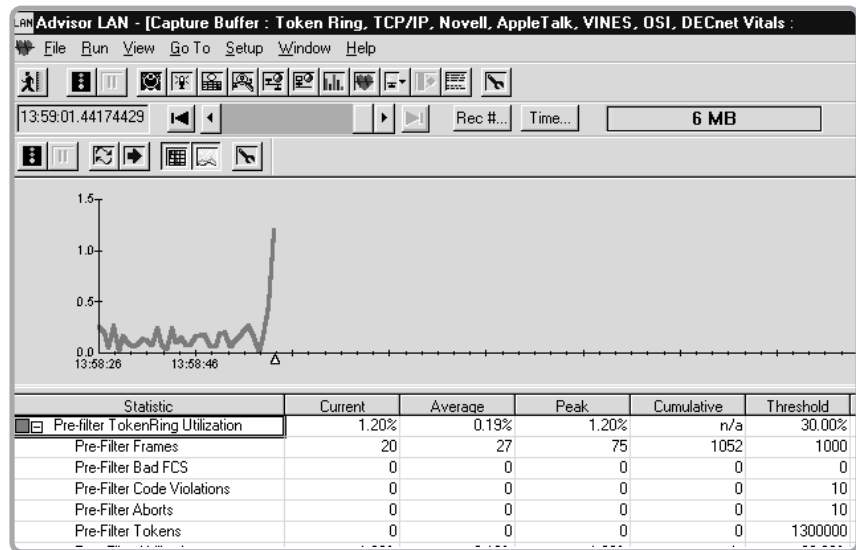 LAN Advisor LAN - [Capture Buffer : Token Ring, TCP/IP, Novell, AppleTalk, VINES, OSI, DECnet Vitals :
File Run View Go To Setup Window Help
13:59:01.44174429 Rec #... Time... 6 MB
1.5
1.0
0.5
0.0
13:58:26 13:58:46
Statistic Current Average Peak Cumulative Threshold
Pre-filter TokenRing Utilization 1.20% 0.19% 1.20% n/a 30.00%
Pre-Filter Frames 20 27 75 1052 1000
Pre-Filter Bad FCS 0 0 0 0 0
Pre-Filter Code Violations 0 0 0 0 10
Pre-Filter Aborts 0 0 0 0 10
Pre-Filter Tokens 0 0 0 0 1300000